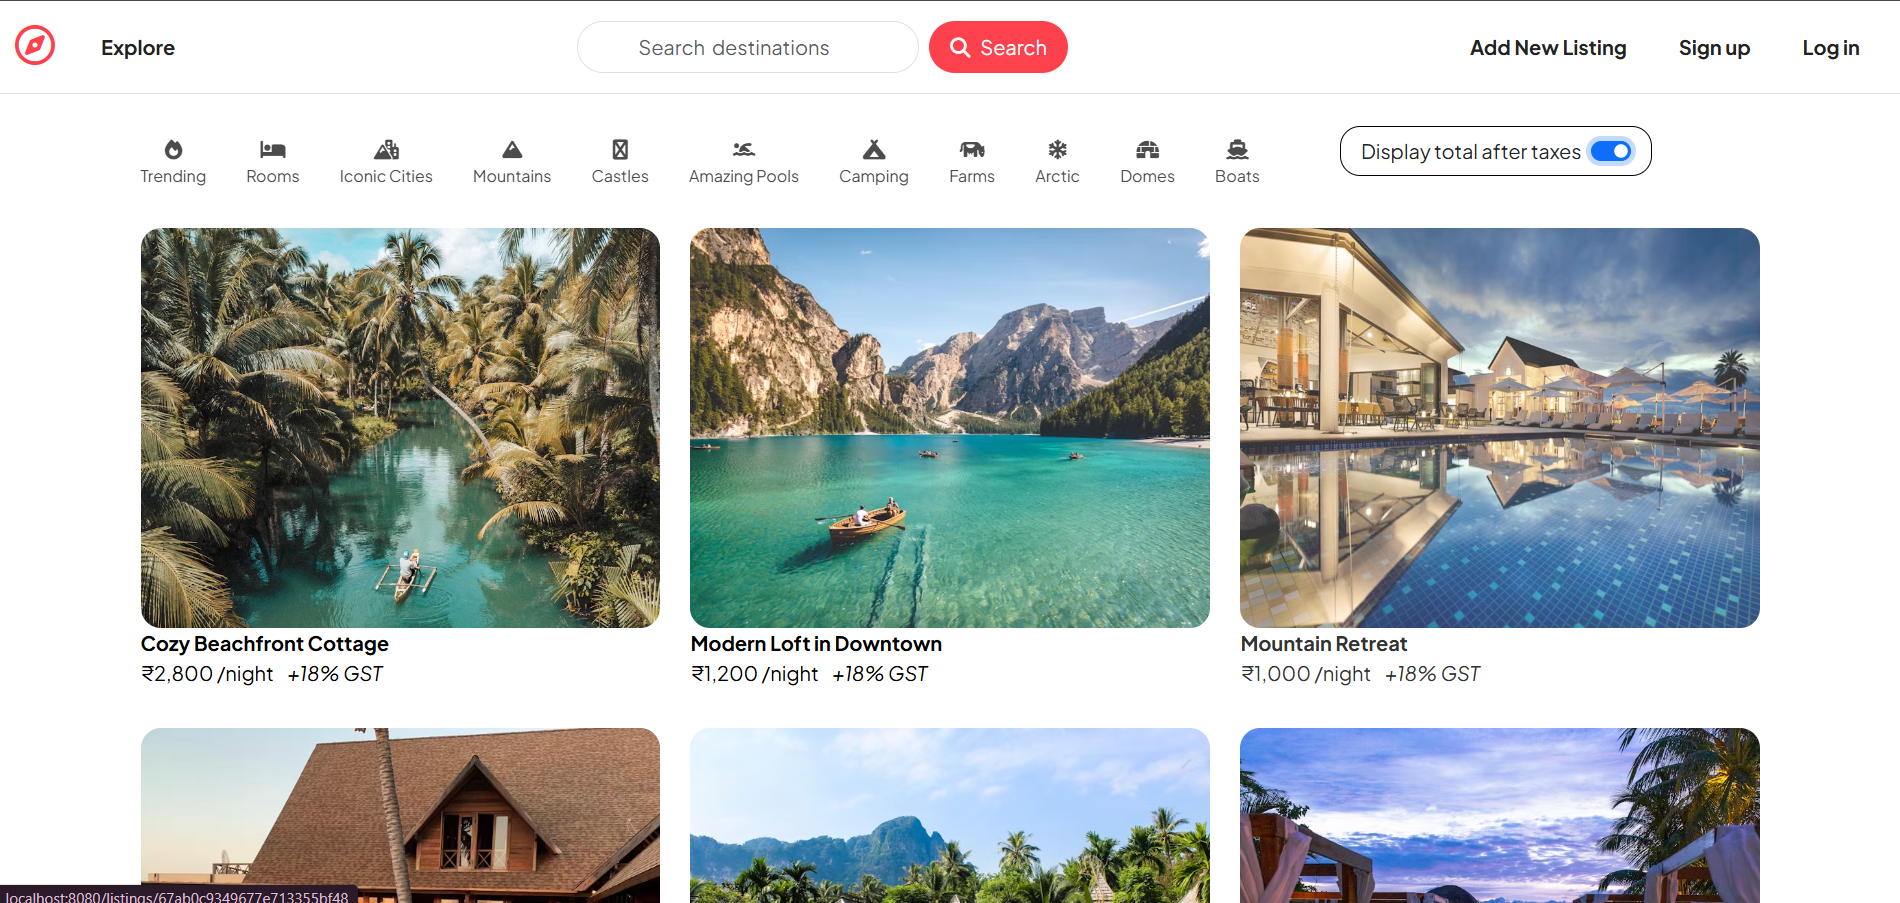 Explore
Search destinations
Search
Add New Listing
Sign up
Log in
Trending
Rooms
Iconic Cities
Mountains
Castles
Amazing Pools
Camping
Farms
Arctic
Domes
Boats
Display total after taxes
Cozy Beachfront Cottage
₹2,800 /night +18% GST
Modern Loft in Downtown
₹1,200 /night +18% GST
Mountain Retreat
₹1,000 /night +18% GST
localhost:8080/listings/67ab0c9349677e713355bf48